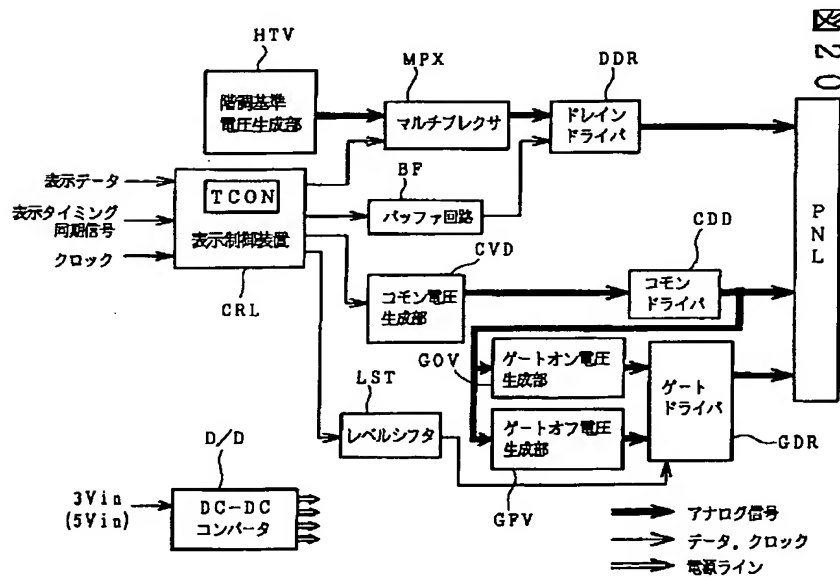 図20
HTV
MPX
DDR
階調基準
電圧生成部
マルチプレクサ
ドレイン
ドライバ
表示データ
TCON
BF
表示タイミング
同期信号
バッファ回路
表示制御装置
PNL
クロック
CVD
CDD
CRL
コモン電圧
生成部
コモン
ドライバ
GOV
ゲートオン電圧
生成部
LST
ゲート
ドライバ
レベルシフタ
ゲートオフ電圧
生成部
D/D
GDR
3Vin
(5Vin)
DC-DC
コンバータ
GFV
アナログ信号
データ。クロック
電源ライン